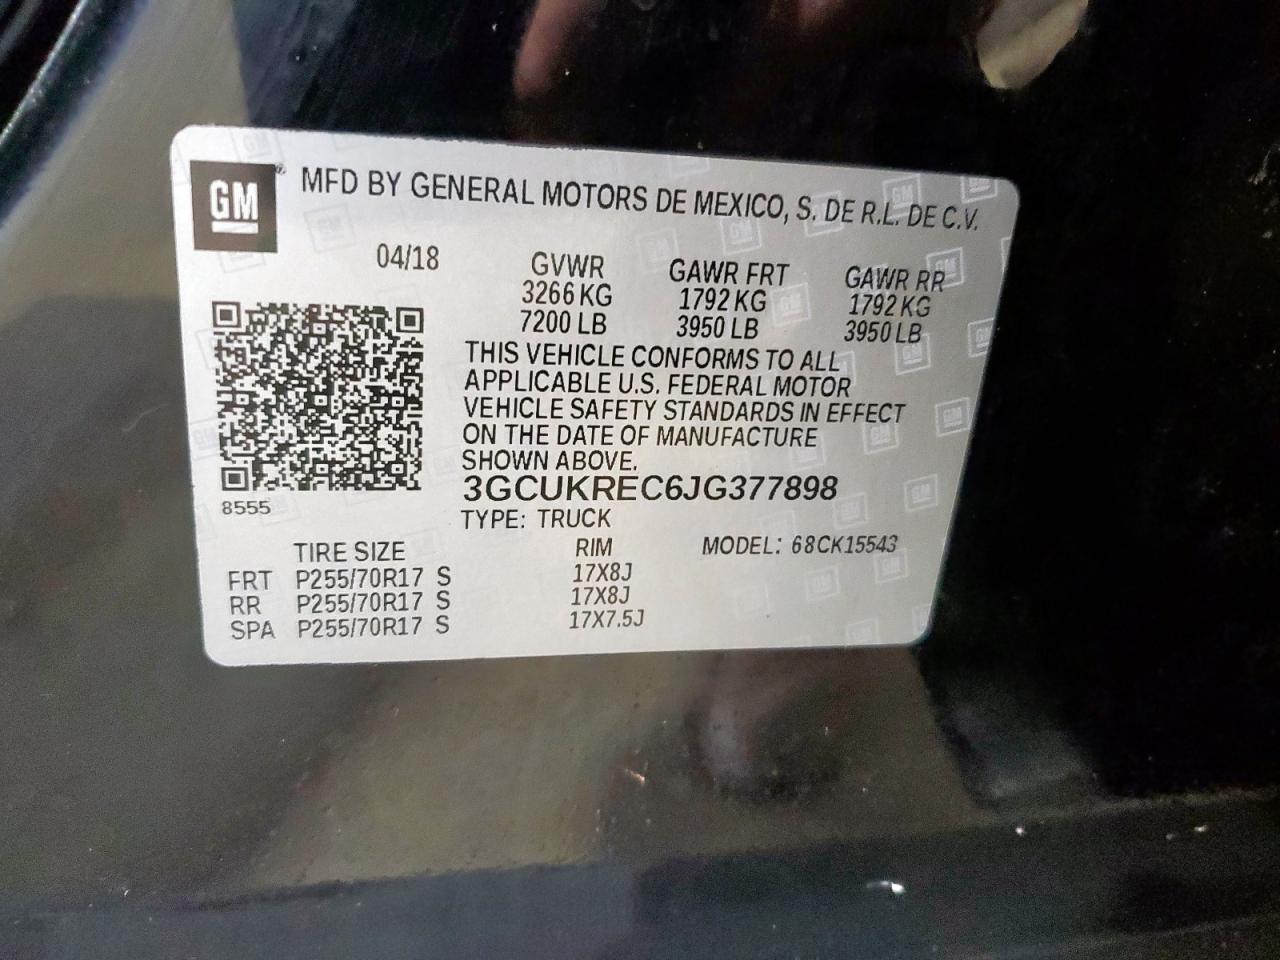 GM® MFD BY GENERAL MOTORS DE MEXICO, S. DE R.L. DE C.V.
04/18 GVWR GAWR FRT GAWR RR
3266 KG 1792 KG 1792 KG
7200 LB 3950 LB 3950 LB
THIS VEHICLE CONFORMS TO ALL
APPLICABLE U.S. FEDERAL MOTOR
VEHICLE SAFETY STANDARDS IN EFFECT
ON THE DATE OF MANUFACTURE
SHOWN ABOVE.
3GCUKREC6JG377898
8555
TYPE: TRUCK
TIRE SIZE RIM MODEL: 68CK15543
FRT P255/70R17 S 17X8J
RR P255/70R17 S 17X8J
SPA P255/70R17 S 17X7.5J